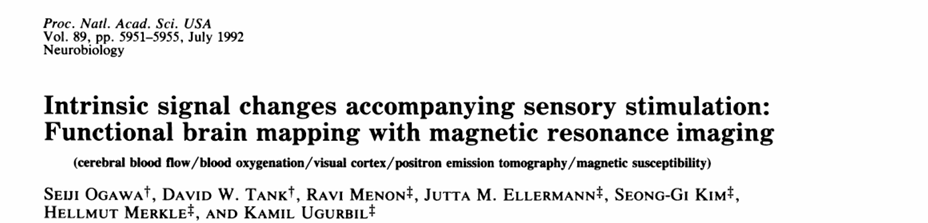 Proc. Natl. Acad. Sci. USA
Vol. 89, pp. 5951–5955, July 1992
Neurobiology
Intrinsic signal changes accompanying sensory stimulation:
Functional brain mapping with magnetic resonance imaging
(cerebral blood flow/blood oxygenation/visual cortex/positron emission tomography/magnetic susceptibility)
SEIJI OGAWA†, DAVID W. TANK†, RAVI MENON‡, JUTTA M. ELLERMANN‡, SEONG-GI KIM‡,
HELLMUT MERKLE‡, AND KAMIL UGURBIL‡